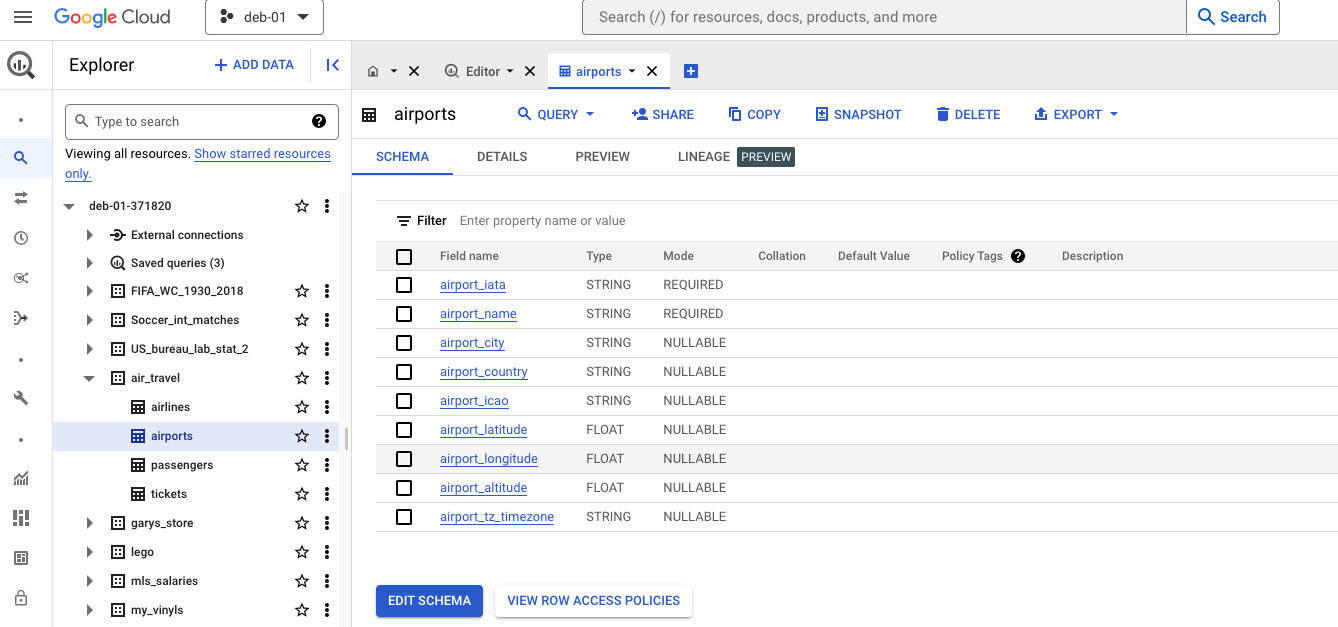 Google Cloud
deb-01
Search (/) for resources, docs, products, and more
Search
Explorer
+ ADD DATA
Type to search
?
Viewing all resources. Show starred resources
only.
deb-01-371820
External connections
Saved queries (3)
FIFA_WC_1930_2018
Soccer_int_matches
US_bureau_lab_stat_2
air_travel
airlines
airports
passengers
tickets
garys_store
lego
mls_salaries
my_vinyls
Editor
airports
airports
QUERY
SHARE
COPY
SNAPSHOT
DELETE
EXPORT
SCHEMA DETAILS PREVIEW LINEAGE PREVIEW
Filter Enter property name or value
Field name Type Mode Collation Default Value Policy Tags ? Description
airport_iata STRING REQUIRED
airport_name STRING REQUIRED
airport_city STRING NULLABLE
airport_country STRING NULLABLE
airport_icao STRING NULLABLE
airport_latitude FLOAT NULLABLE
airport_longitude FLOAT NULLABLE
airport_altitude FLOAT NULLABLE
airport_tz_timezone STRING NULLABLE
EDIT SCHEMA
VIEW ROW ACCESS POLICIES